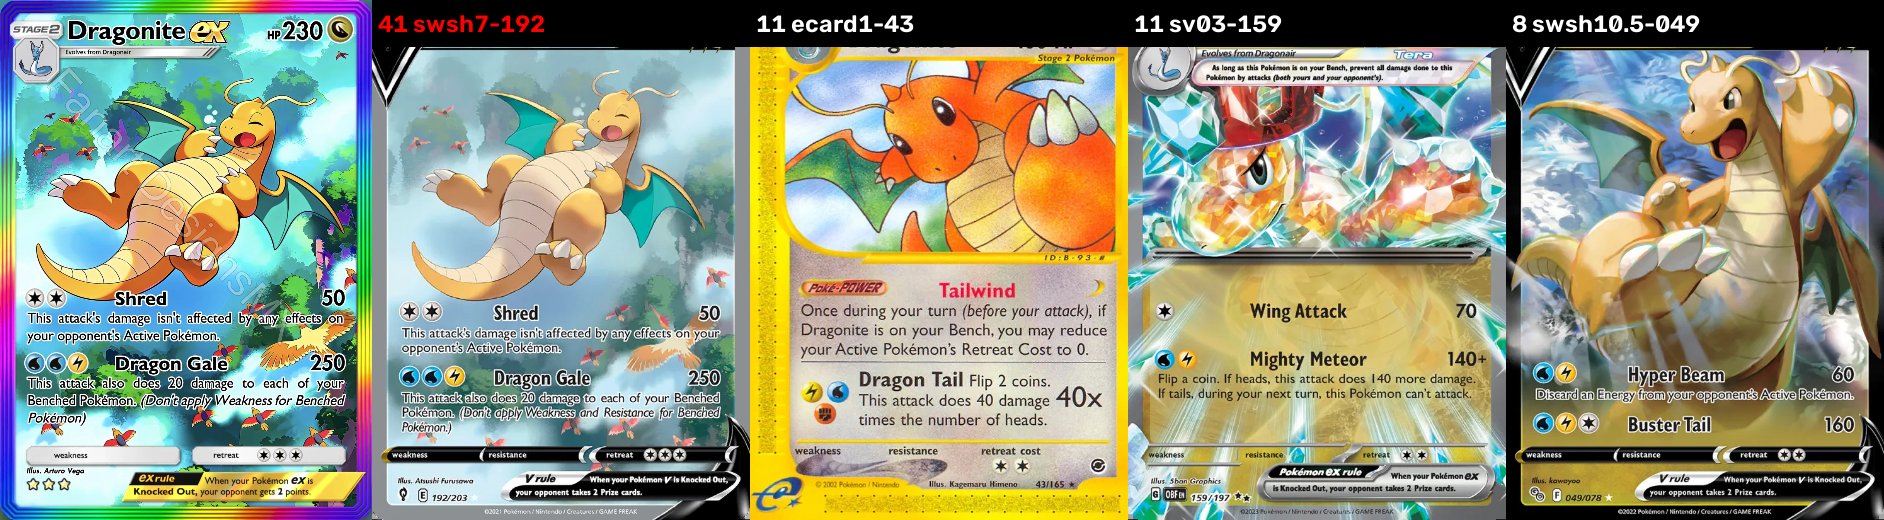 STAGE2 Dragonite ex HP 230
Evolves from Dragonair
Shred 50
This attack's damage isn't affected by any effects on
your opponent's Active Pokémon.
Dragon Gale 250
This attack also does 20 damage to each of your
Benched Pokémon. (Don't apply Weakness for Benched
Pokémon)
weakness retreat
Illus. Arturo Vega
ex rule When your Pokémon ex is
Knocked Out, your opponent gets 2 points.
41 swsh7-192
Shred 50
This attack's damage isn't affected by any effects on your
opponent's Active Pokémon.
Dragon Gale 250
This attack also does 20 damage to each of your Benched
Pokémon. (Don't apply Weakness and Resistance for Benched
Pokémon.)
weakness resistance retreat
Illus. Atsushi Furusawa
E 192/203
V rule When your Pokémon V is Knocked Out,
your opponent takes 2 Prize cards.
©2021 Pokémon / Nintendo / Creatures / GAME FREAK
11 ecard1-43
Stage 2 Pokémon
ID:B-93-#
Poké-POWER Tailwind
Once during your turn (before your attack), if
Dragonite is on your Bench, you may reduce
your Active Pokémon's Retreat Cost to 0.
Dragon Tail Flip 2 coins.
This attack does 40 damage 40x
times the number of heads.
weakness resistance retreat cost
© 2002 Pokémon / Nintendo Illus. Kagemaru Himeno 43/165 ★
11 sv03-159
Evolves from Dragonair Tera
As long as this Pokémon is on your Bench, prevent all damage done to this
Pokémon by attacks (both yours and your opponent's).
Wing Attack 70
Mighty Meteor 140+
Flip a coin. If heads, this attack does 140 more damage.
If tails, during your next turn, this Pokémon can't attack.
weakness resistance retreat
Illus. 5ban Graphics
G OBF EN 159/197
Pokémon ex rule When your Pokémon ex
is Knocked Out, your opponent takes 2 Prize cards.
©2023 Pokémon / Nintendo / Creatures / GAME FREAK
8 swsh10.5-049
Hyper Beam 60
Discard an Energy from your opponent's Active Pokémon.
Buster Tail 160
weakness resistance retreat
Illus. kawayoo
F 049/078
V rule When your Pokémon V is Knocked Out,
your opponent takes 2 Prize cards.
©2022 Pokémon / Nintendo / Creatures / GAME FREAK